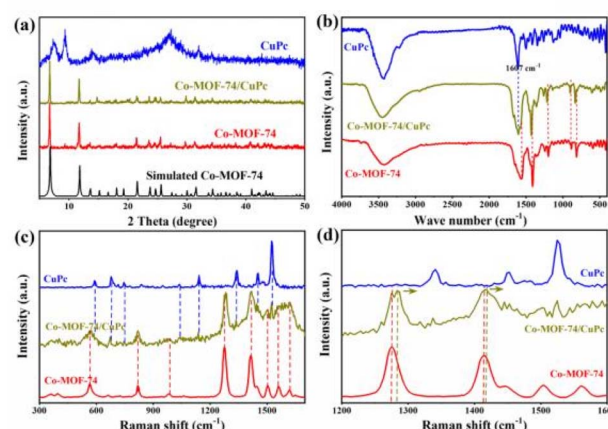 (a)
CuPc
Co-MOF-74/CuPc
Co-MOF-74
Simulated Co-MOF-74
Intensity (a.u.)
10 20 30 40 50
2 Theta (degree)
(b)
CuPc
1607 cm⁻¹
Co-MOF-74/CuPc
Co-MOF-74
Intensity (a.u.)
4000 3500 3000 2500 2000 1500 1000 500
Wave number (cm⁻¹)
(c)
CuPc
Co-MOF-74/CuPc
Co-MOF-74
Intensity (a.u.)
300 600 900 1200 1500
Raman shift (cm⁻¹)
(d)
CuPc
Co-MOF-74/CuPc
Co-MOF-74
Intensity (a.u.)
1200 1300 1400 1500
Raman shift (cm⁻¹)